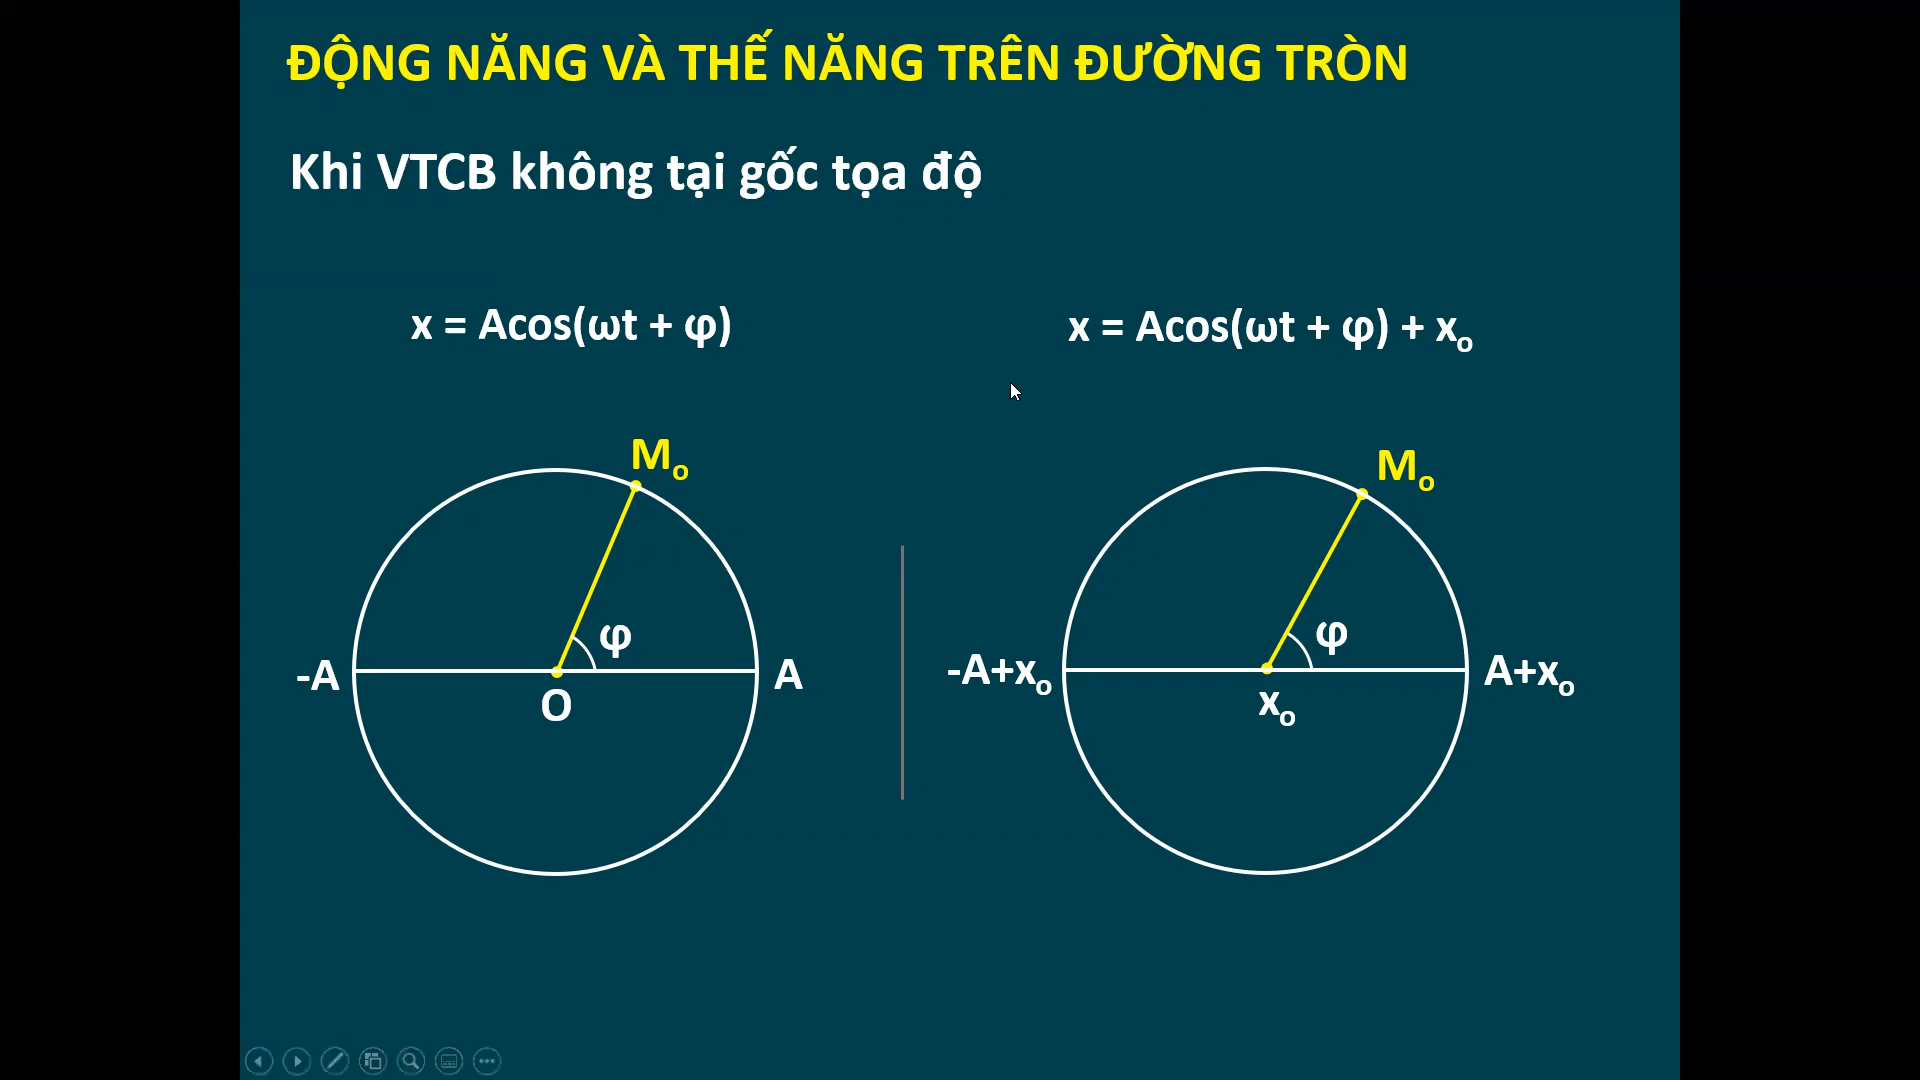 ĐỘNG NĂNG VÀ THẾ NĂNG TRÊN ĐƯỜNG TRÒN
Khi VTCB không tại gốc tọa độ
x = Acos(ωt + φ)
x = Acos(ωt + φ) + xₒ
Mₒ
φ
-A
A
O
Mₒ
φ
-A+xₒ
A+xₒ
xₒ